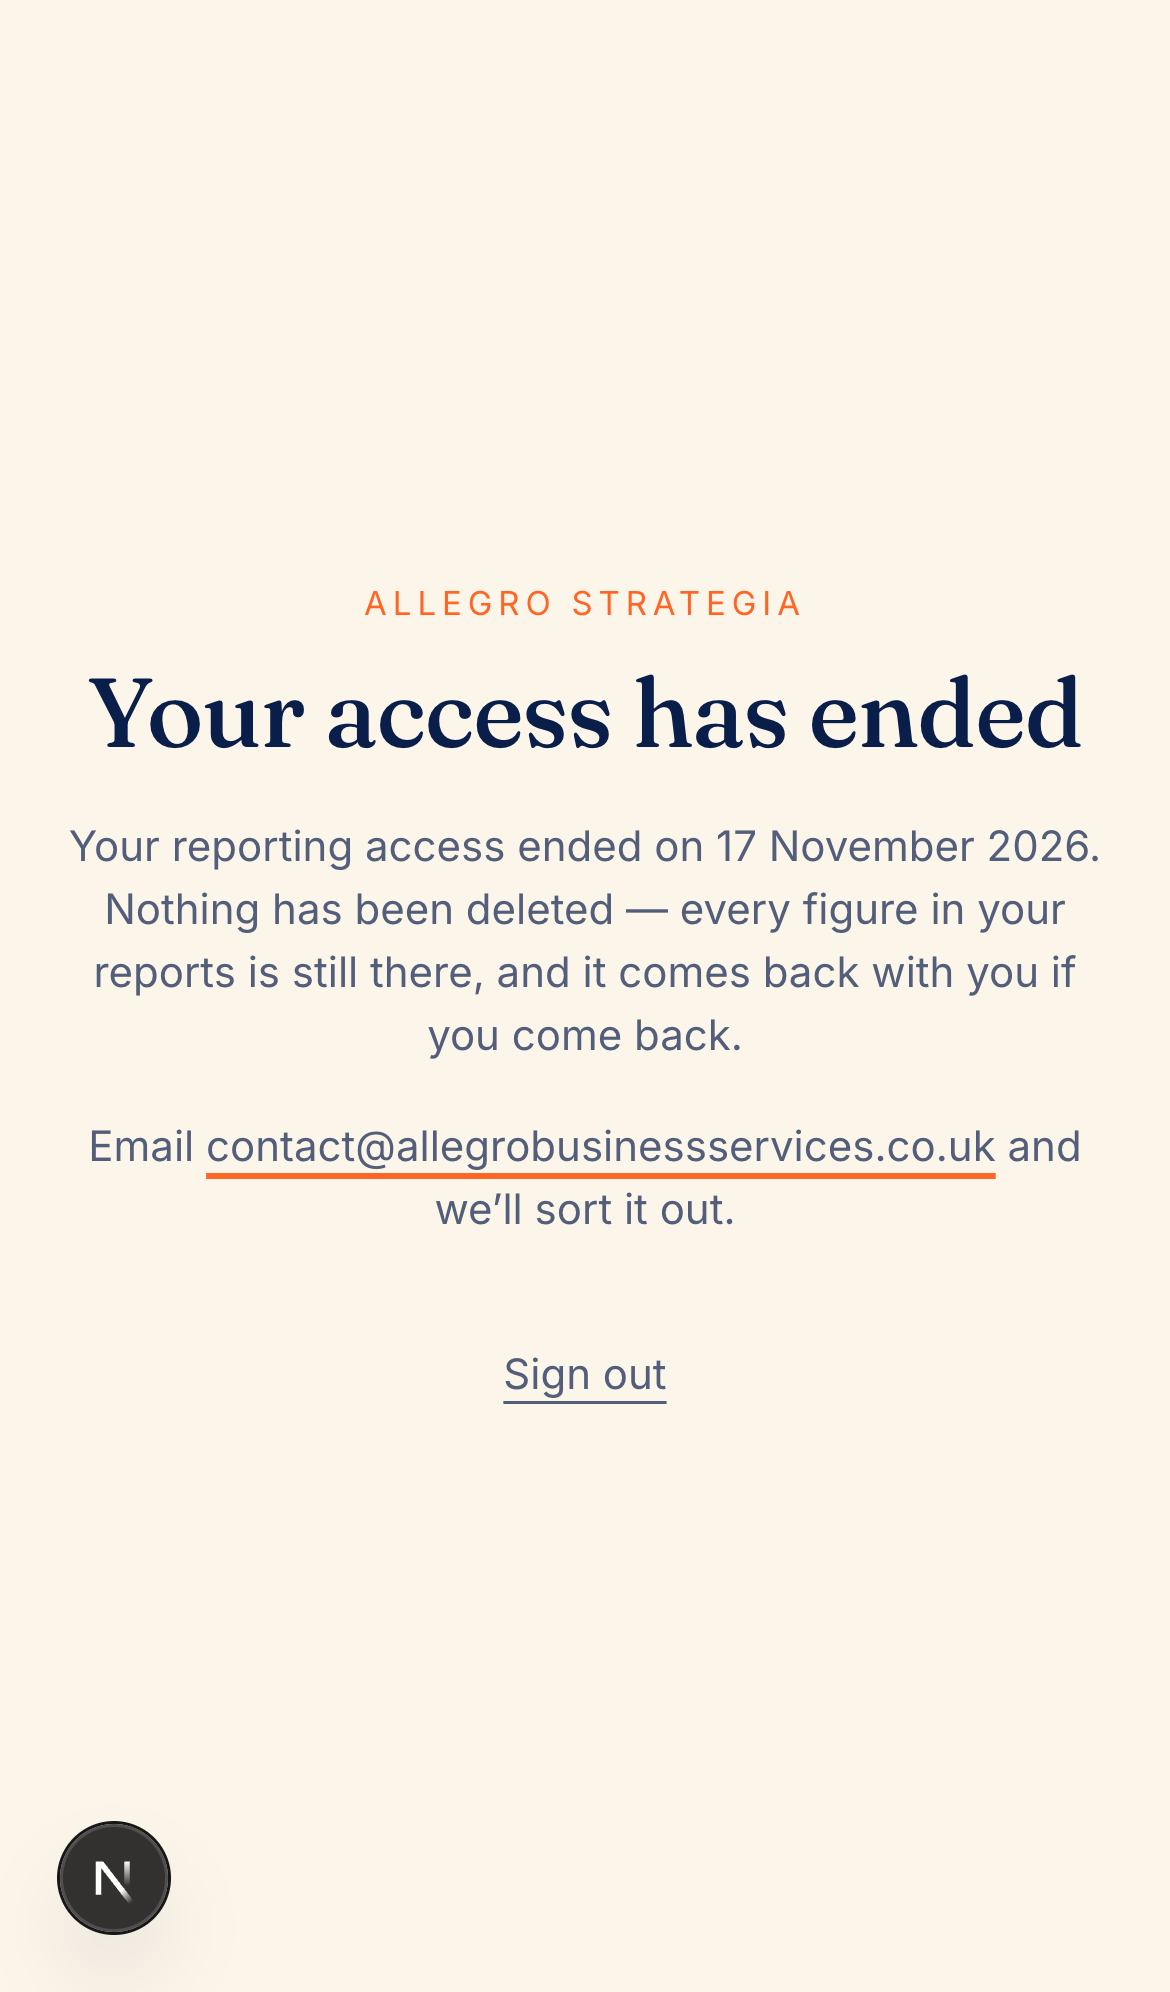 ALLEGRO STRATEGIA
Your access has ended
Your reporting access ended on 17 November 2026.
Nothing has been deleted — every figure in your
reports is still there, and it comes back with you if
you come back.
Email contact@allegrobusinessservices.co.uk and
we’ll sort it out.
Sign out
N